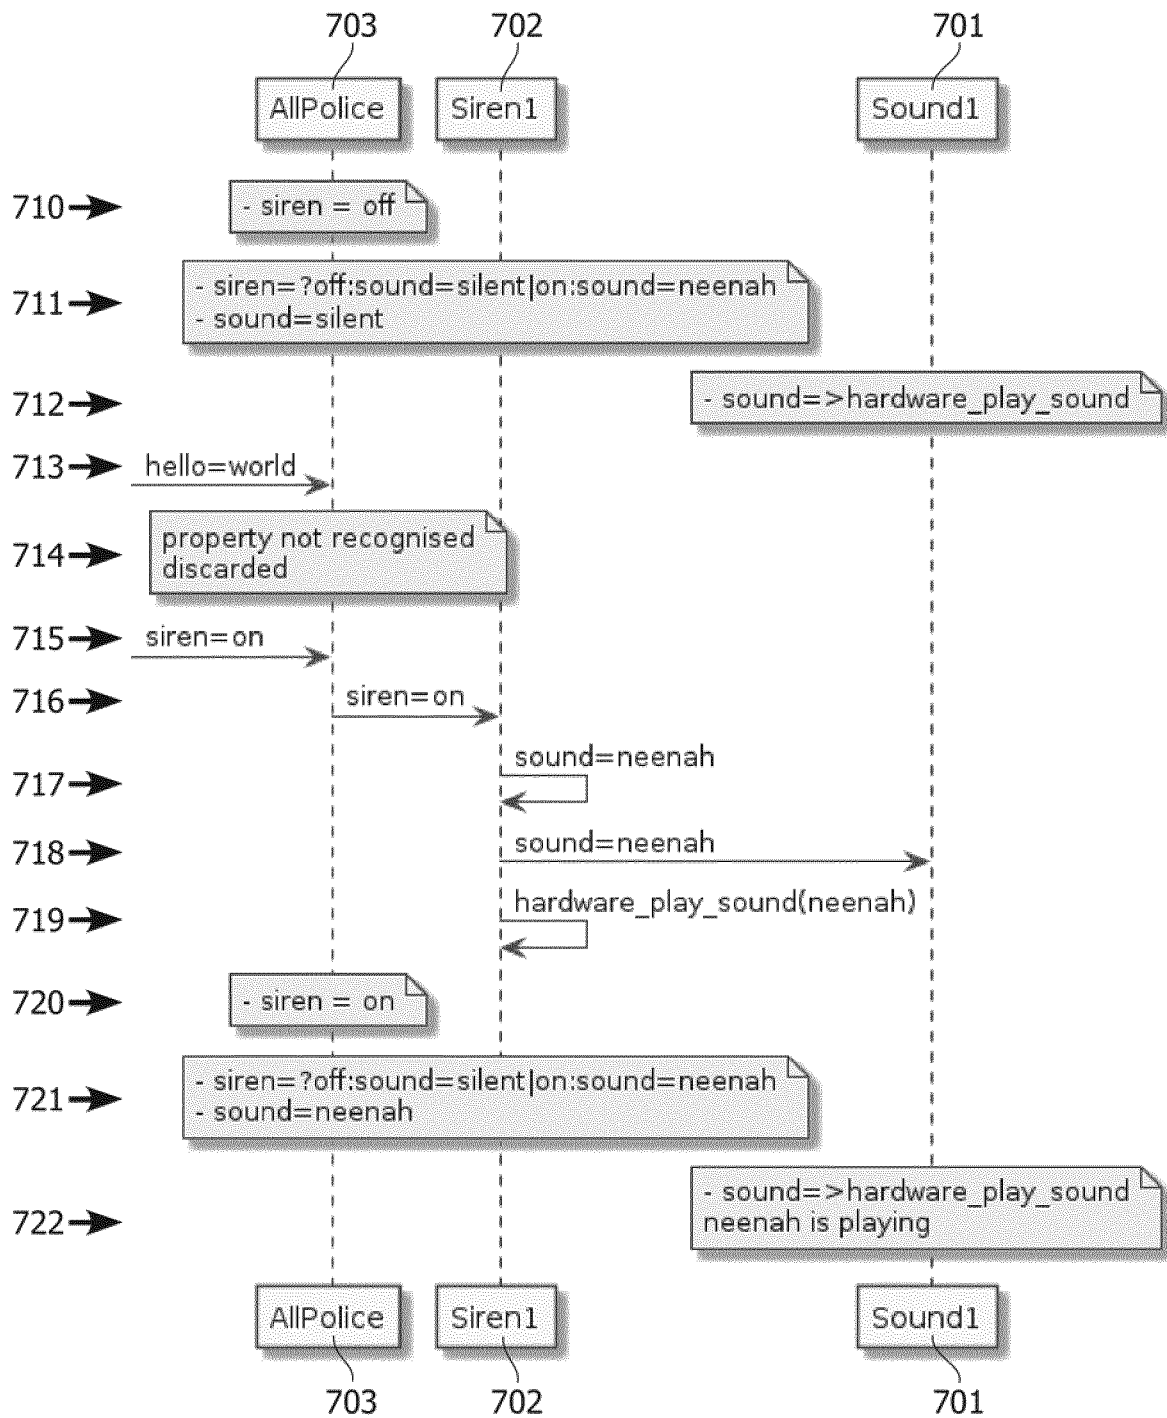 703 702 701
AllPolice Siren1 Sound1
710 - siren = off
711 - siren=?off:sound=silent|on:sound=neenah
- sound=silent
712 - sound=>hardware_play_sound
713 hello=world
714 property not recognised
discarded
715 siren=on
716 siren=on
717 sound=neenah
718 sound=neenah
719 hardware_play_sound(neenah)
720 - siren = on
721 - siren=?off:sound=silent|on:sound=neenah
- sound=neenah
722 - sound=>hardware_play_sound
neenah is playing
AllPolice Siren1 Sound1
703 702 701